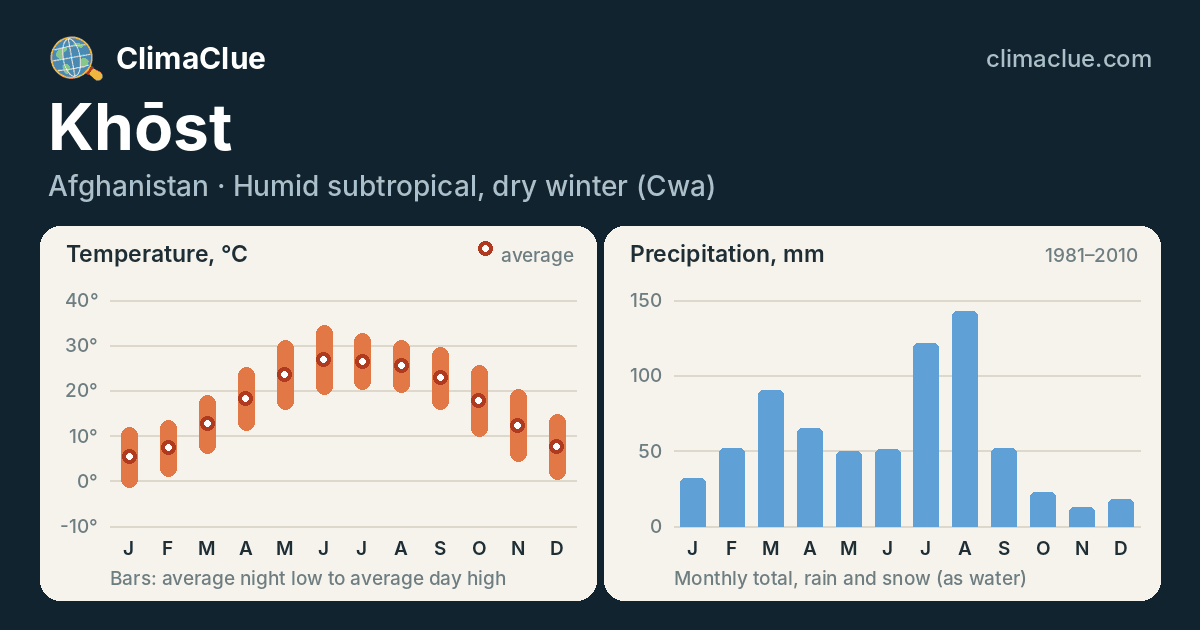 ClimaClue
climaclue.com
Khōst
Afghanistan · Humid subtropical, dry winter (Cwa)
Temperature, °C
average
40°
30°
20°
10°
0°
-10°
J F M A M J J A S O N D
Bars: average night low to average day high
Precipitation, mm
1981–2010
150
100
50
0
J F M A M J J A S O N D
Monthly total, rain and snow (as water)